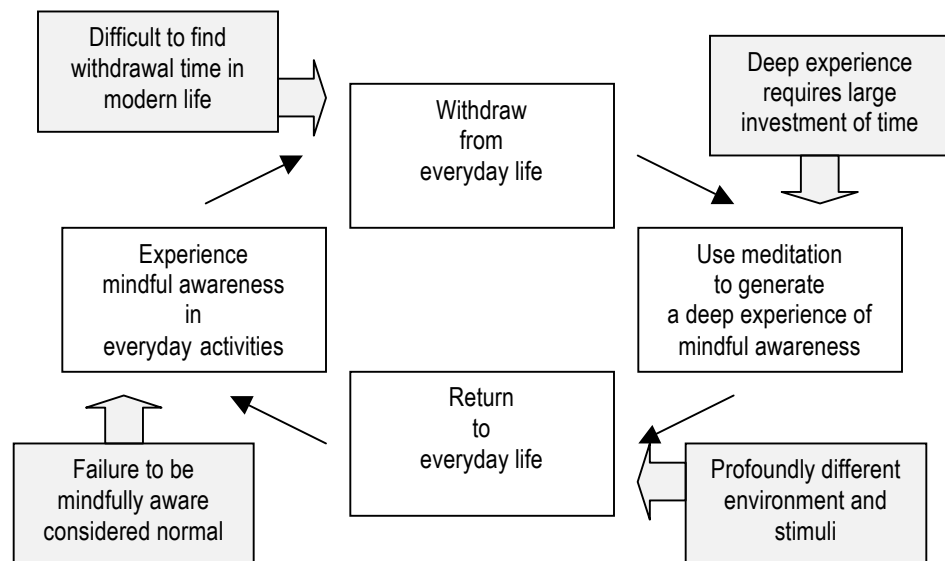 Difficult to find
withdrawal time in
modern life
Withdraw
from
everyday life
Deep experience
requires large
investment of time
Experience
mindful awareness
in
everyday activities
Use meditation
to generate
a deep experience of
mindful awareness
Return
to
everyday life
Failure to be
mindfully aware
considered normal
Profoundly different
environment and
stimuli